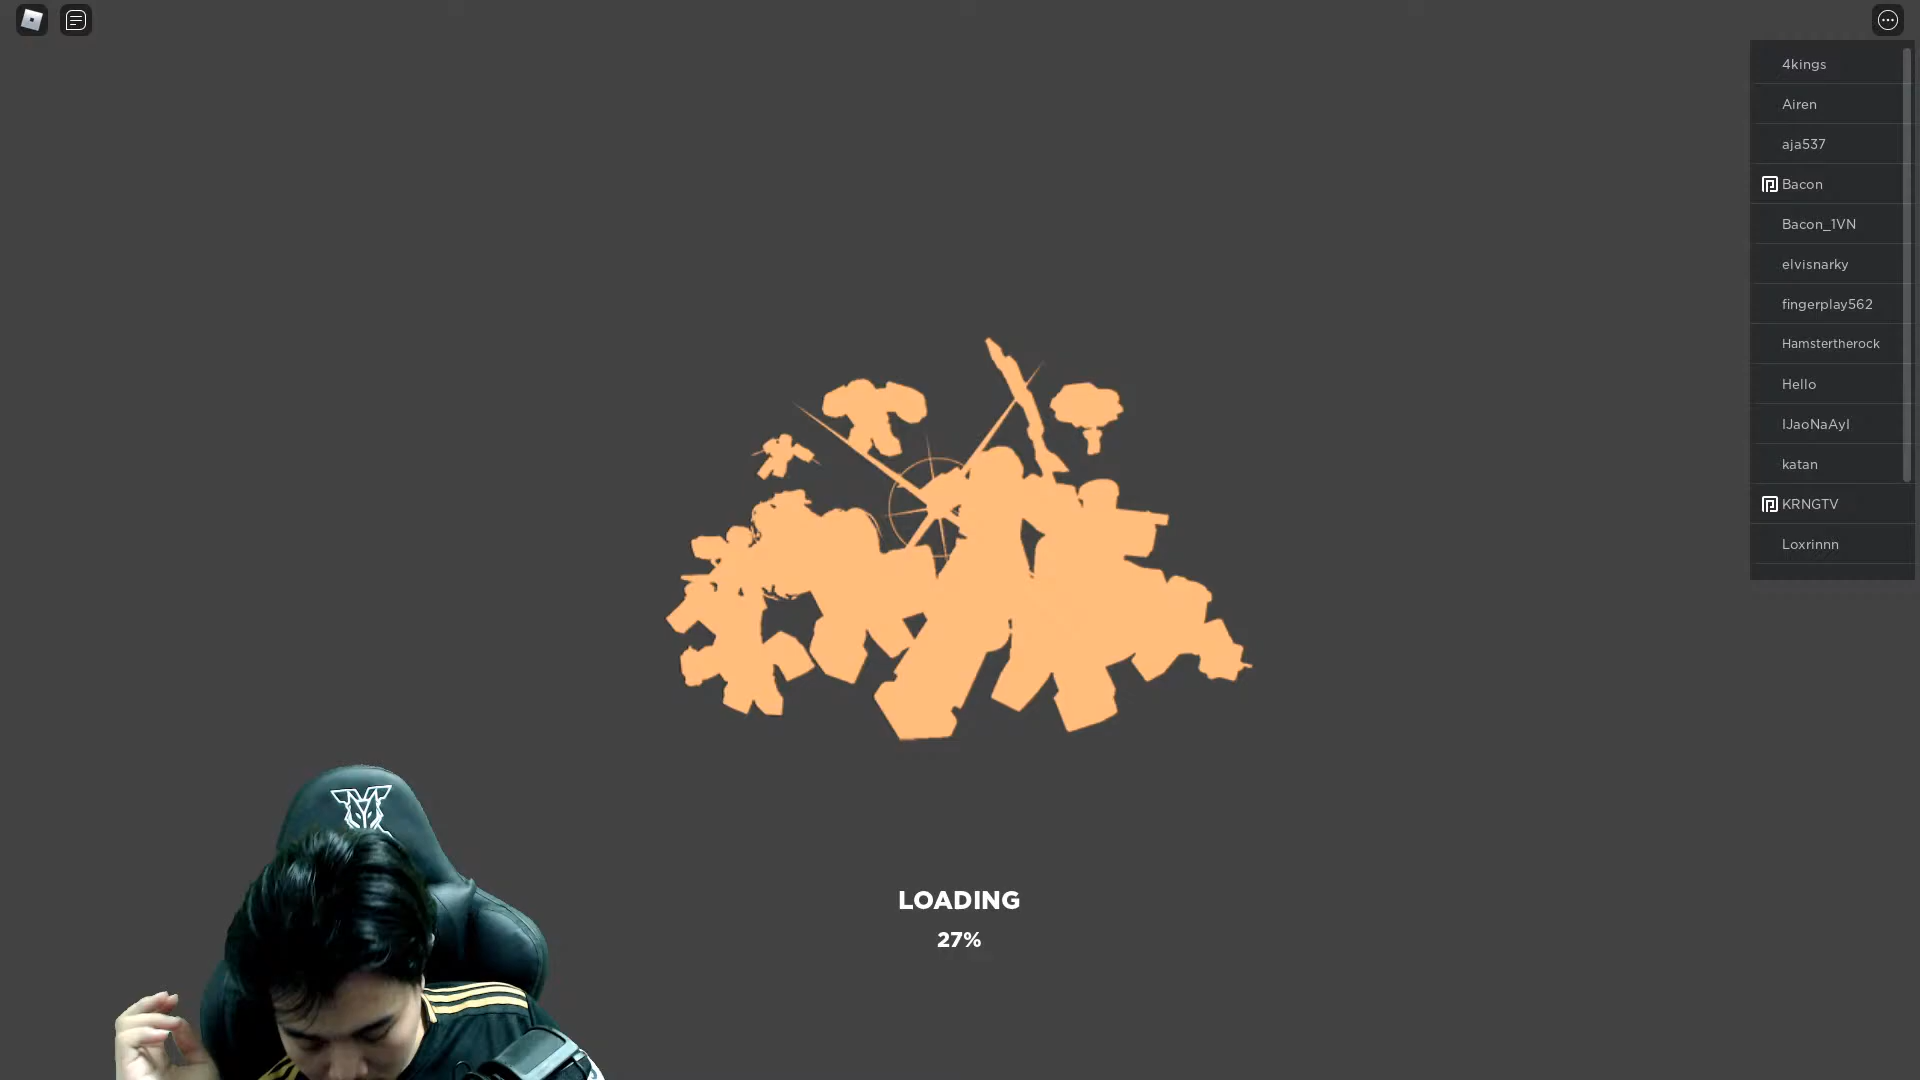 4kings
Airen
aja537
Bacon
Bacon_1VN
elvisnarky
fingerplay562
Hamstertherock
Hello
IJaoNaAyI
katan
KRNGTV
Loxrinnn
LOADING
27%